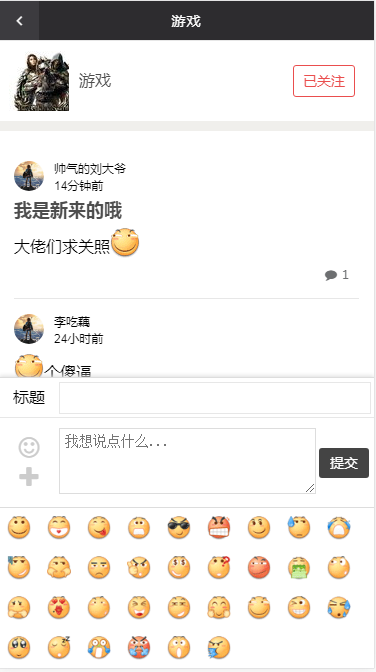 游戏
游戏
已关注
帅气的刘大爷
14分钟前
我是新来的哦
大佬们求关照
1
李吃藕
24小时前
个傻逼
标题
我想说点什么...
提交